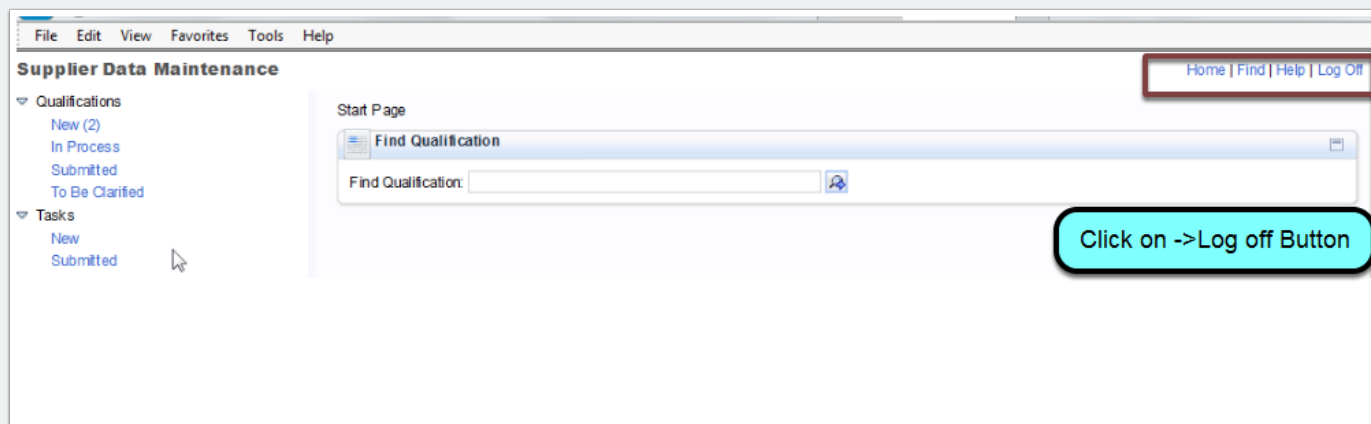 File Edit View Favorites Tools Help
Supplier Data Maintenance
Home | Find | Help | Log Off
Qualifications
New (2)
In Process
Submitted
To Be Clarified
Tasks
New
Submitted
Start Page
Find Qualification
Find Qualification:
Click on ->Log off Button